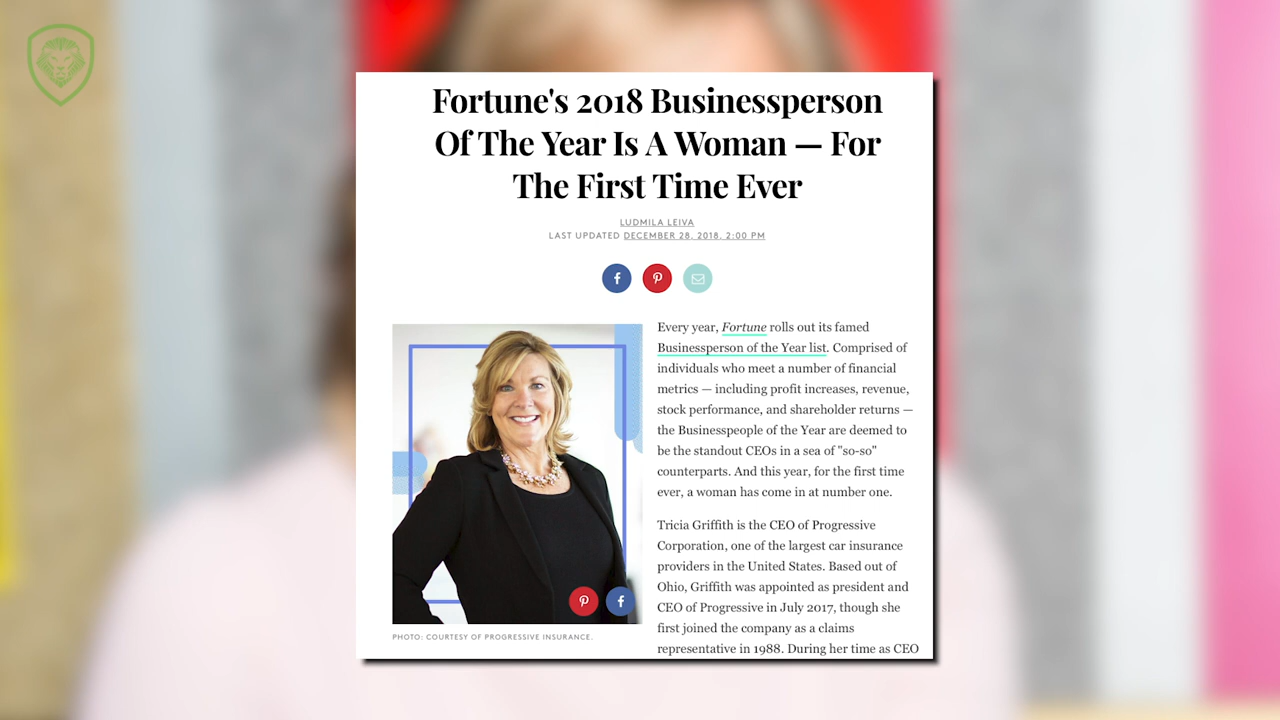 Fortune's 2018 Businessperson
Of The Year Is A Woman — For
The First Time Ever
LUDMILA LEIVA
LAST UPDATED DECEMBER 28, 2018, 2:00 PM
Every year, Fortune rolls out its famed
Businessperson of the Year list. Comprised of
individuals who meet a number of financial
metrics — including profit increases, revenue,
stock performance, and shareholder returns —
the Businesspeople of the Year are deemed to
be the standout CEOs in a sea of "so-so"
counterparts. And this year, for the first time
ever, a woman has come in at number one.
Tricia Griffith is the CEO of Progressive
Corporation, one of the largest car insurance
providers in the United States. Based out of
Ohio, Griffith was appointed as president and
CEO of Progressive in July 2017, though she
first joined the company as a claims
representative in 1988. During her time as CEO
PHOTO: COURTESY OF PROGRESSIVE INSURANCE.